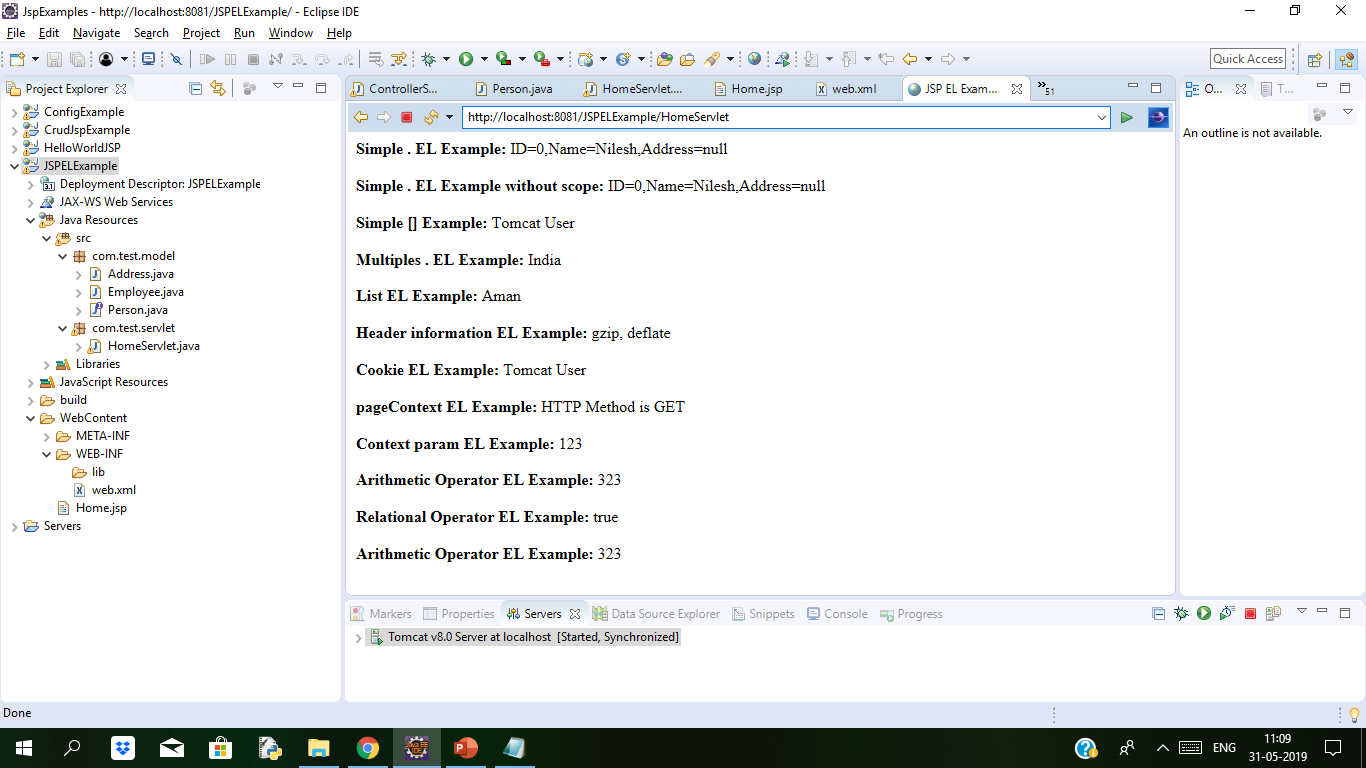 JspExamples - http://localhost:8081/JSPELExample/ - Eclipse IDE
File Edit Navigate Search Project Run Window Help
Quick Access
Project Explorer
ConfigExample
CrudJspExample
HelloWorldJSP
JSPELExample
Deployment Descriptor: JSPELExample
JAX-WS Web Services
Java Resources
src
com.test.model
Address.java
Employee.java
Person.java
com.test.servlet
HomeServlet.java
Libraries
JavaScript Resources
build
WebContent
META-INF
WEB-INF
lib
web.xml
Home.jsp
Servers
ControllerS... Person.java HomeServlet.... Home.jsp web.xml JSP EL Exam... »51
http://localhost:8081/JSPELExample/HomeServlet
Simple . EL Example: ID=0,Name=Nilesh,Address=null
Simple . EL Example without scope: ID=0,Name=Nilesh,Address=null
Simple [] Example: Tomcat User
Multiples . EL Example: India
List EL Example: Aman
Header information EL Example: gzip, deflate
Cookie EL Example: Tomcat User
pageContext EL Example: HTTP Method is GET
Context param EL Example: 123
Arithmetic Operator EL Example: 323
Relational Operator EL Example: true
Arithmetic Operator EL Example: 323
O... T...
An outline is not available.
Markers Properties Servers Data Source Explorer Snippets Console Progress
Tomcat v8.0 Server at localhost [Started, Synchronized]
Done
ENG
11:09
31-05-2019